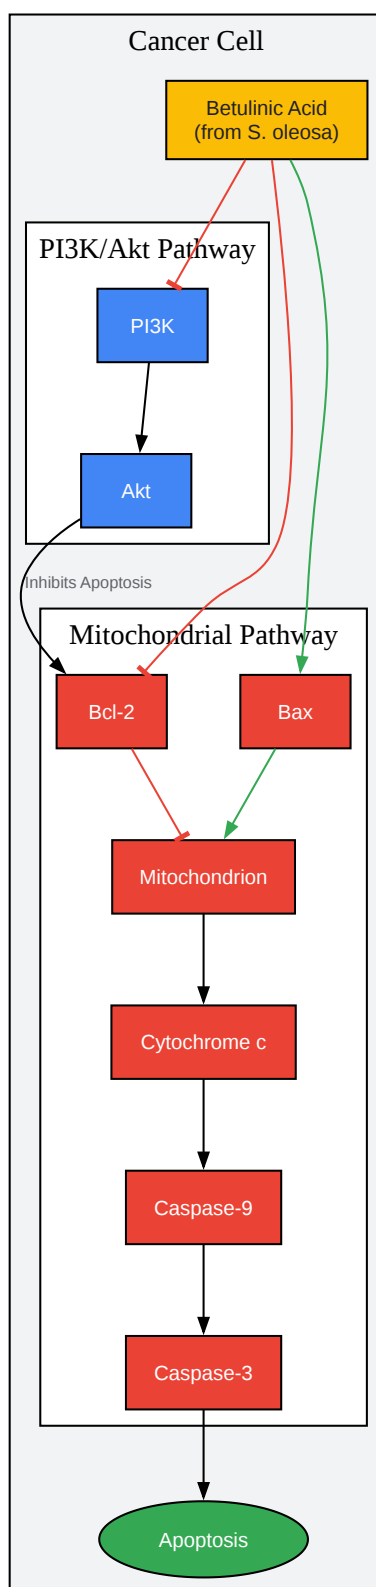 Cancer Cell
Betulinic Acid
(from S. oleosa)
PI3K/Akt Pathway
PI3K
Akt
Inhibits Apoptosis
Mitochondrial Pathway
Bcl-2
Bax
Mitochondrion
Cytochrome c
Caspase-9
Caspase-3
Apoptosis